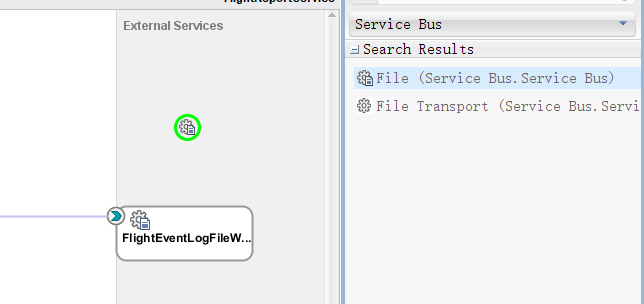 FlightReportService
External Services
FlightEventLogFileW...
Service Bus
Search Results
File (Service Bus.Service Bus)
File Transport (Service Bus.Servi